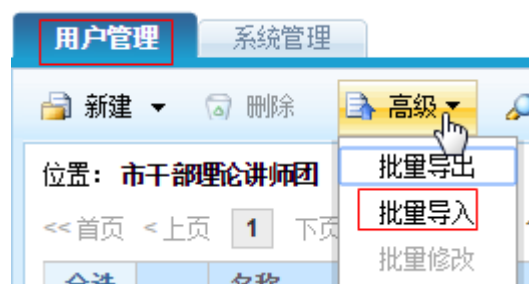 用户管理 系统管理
新建 删除 高级
位置：市干部理论讲师团 批量导出
<<首页 <上页 1 下页 批量导入
批量修改
全选 名称